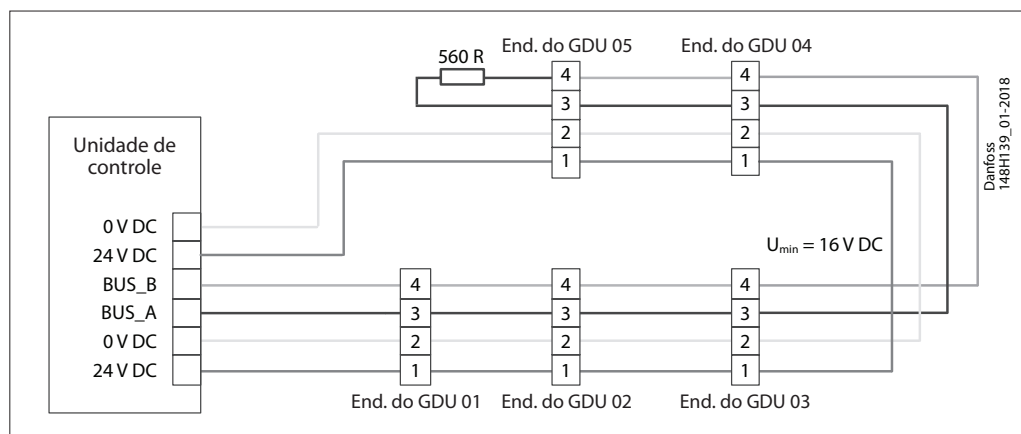 End. do GDU 05
End. do GDU 04
560 R
4
4
3
3
2
2
1
1
Danfoss
148H139_01-2018
Unidade de
controle
0 V DC
24 V DC
BUS_B
BUS_A
0 V DC
24 V DC
Umin = 16 V DC
4
4
4
3
3
3
2
2
2
1
1
1
End. do GDU 01
End. do GDU 02
End. do GDU 03